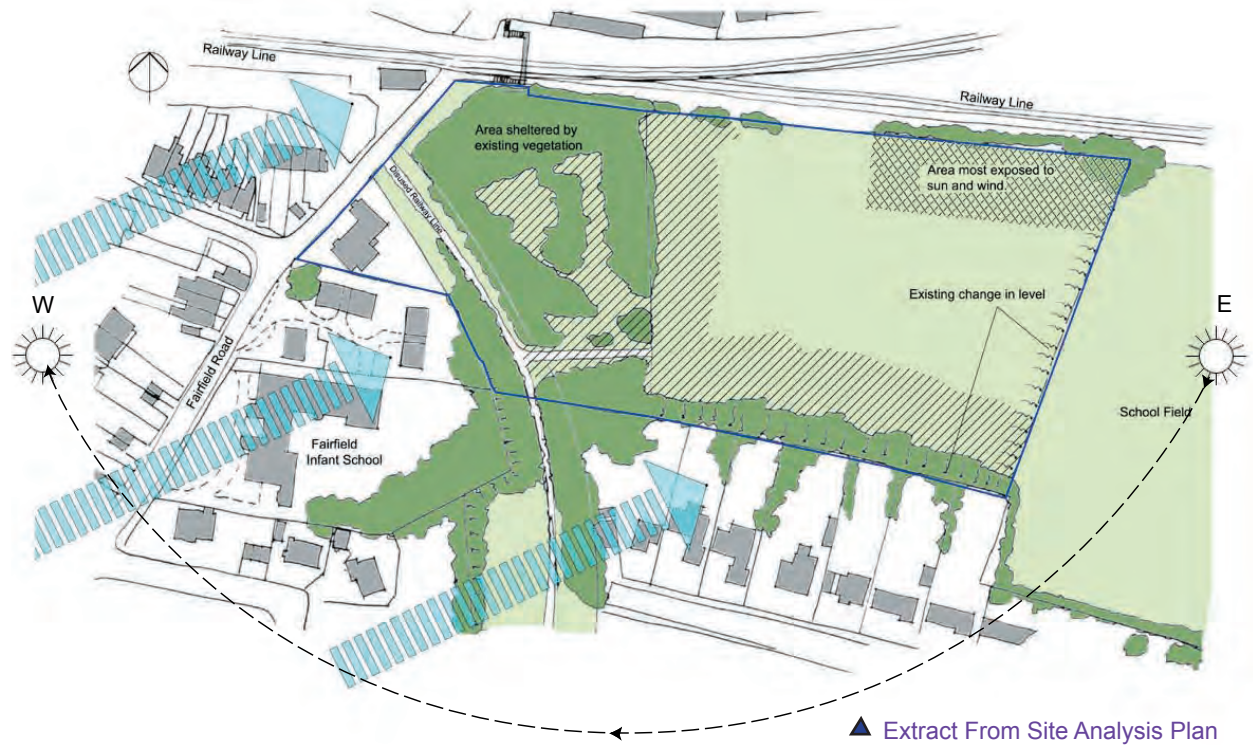 Railway Line
Railway Line
Area sheltered by
existing vegetation
Disused Railway Line
Area most exposed to
sun and wind.
Existing change in level
W
E
Fairfield Road
School Field
Fairfield
Infant School
Extract From Site Analysis Plan